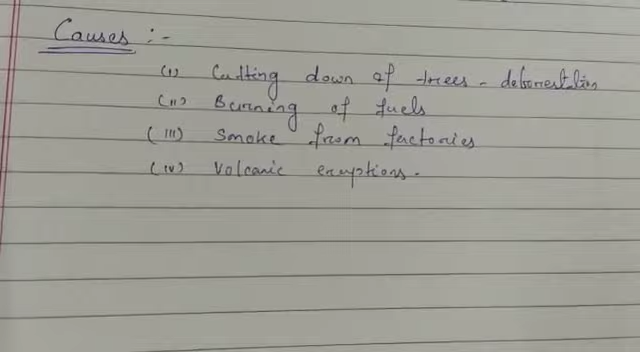 Causes :-
(i) Cutting down of trees - deforestation
(ii) Burning of fuels
(iii) Smoke from factories
(iv) Volcanic eruptions.